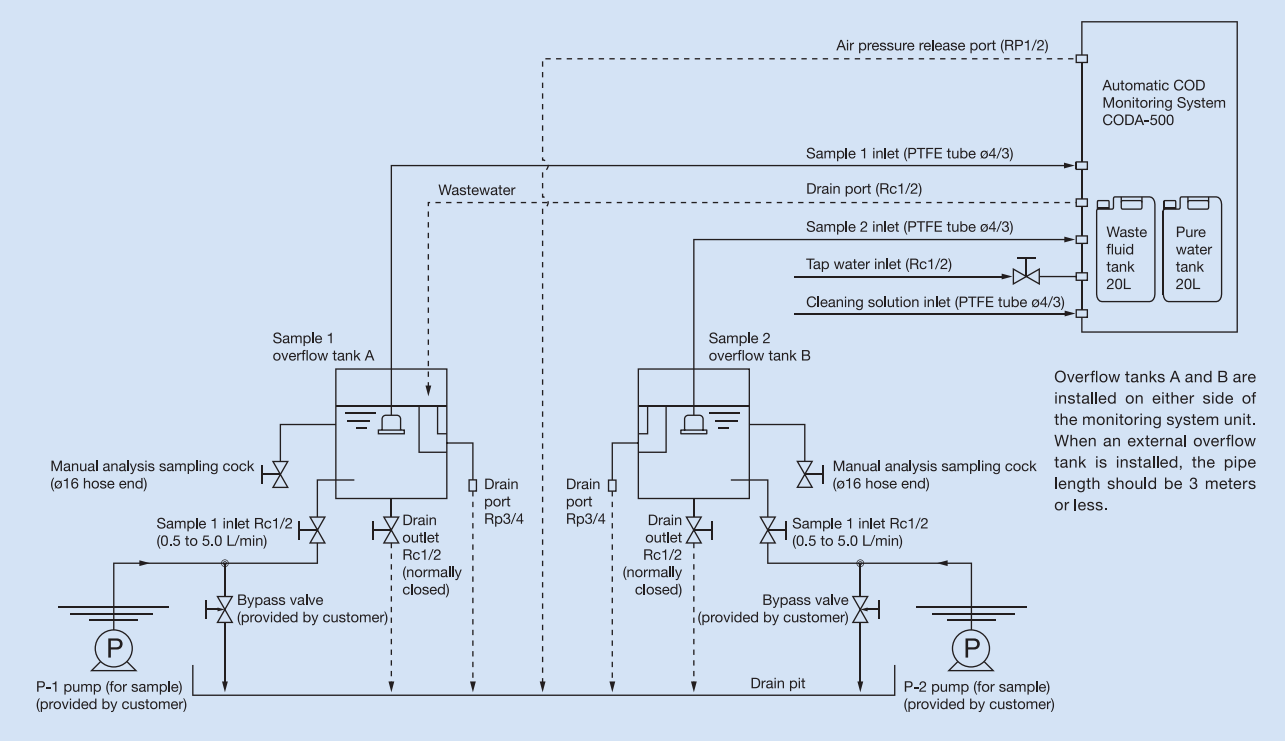 Air pressure release port (RP1/2)
Automatic COD
Monitoring System
CODA-500
Sample 1 inlet (PTFE tube ø4/3)
Wastewater
Drain port (Rc1/2)
Sample 2 inlet (PTFE tube ø4/3)
Tap water inlet (Rc1/2)
Cleaning solution inlet (PTFE tube ø4/3)
Waste
fluid
tank
20L
Pure
water
tank
20L
Sample 1
overflow tank A
Sample 2
overflow tank B
Overflow tanks A and B are
installed on either side of
the monitoring system unit.
When an external overflow
tank is installed, the pipe
length should be 3 meters
or less.
Manual analysis sampling cock
(ø16 hose end)
Drain
port
Rp3/4
Drain
port
Rp3/4
Manual analysis sampling cock
(ø16 hose end)
Sample 1 inlet Rc1/2
(0.5 to 5.0 L/min)
Drain
outlet
Rc1/2
(normally
closed)
Drain
outlet
Rc1/2
(normally
closed)
Sample 1 inlet Rc1/2
(0.5 to 5.0 L/min)
Bypass valve
(provided by customer)
Bypass valve
(provided by customer)
P
P
P-1 pump (for sample)
(provided by customer)
Drain pit
P-2 pump (for sample)
(provided by customer)